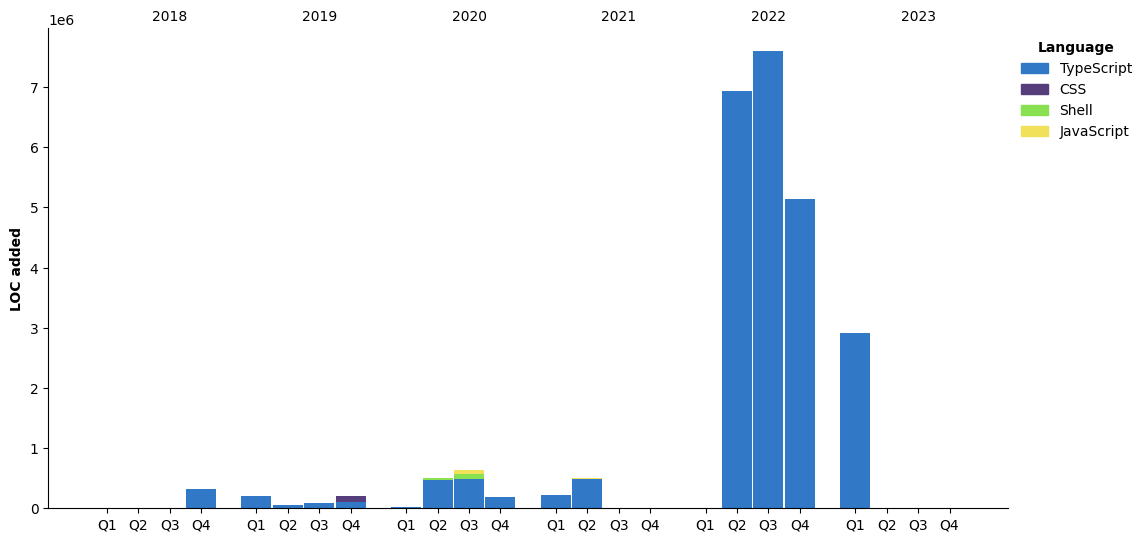 1e6
2018 2019 2020 2021 2022 2023
Language
TypeScript
CSS
Shell
JavaScript
LOC added
7
6
5
4
3
2
1
0
Q1 Q2 Q3 Q4 Q1 Q2 Q3 Q4 Q1 Q2 Q3 Q4 Q1 Q2 Q3 Q4 Q1 Q2 Q3 Q4 Q1 Q2 Q3 Q4